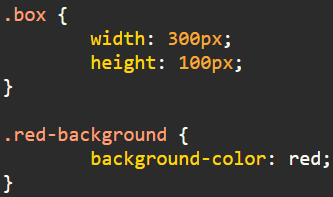 .box {
        width: 300px;
        height: 100px;
}

.red-background {
        background-color: red;
}